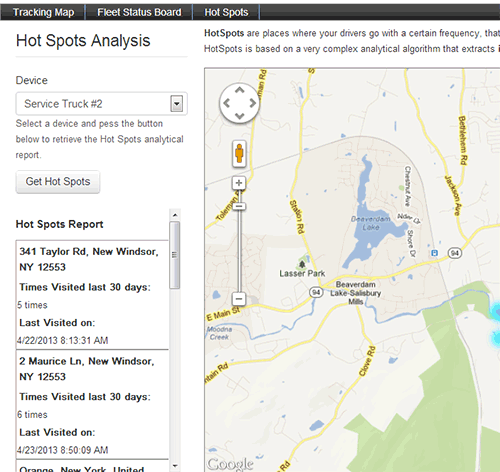 Tracking Map Fleet Status Board Hot Spots
Hot Spots Analysis
HotSpots are places where your drivers go with a certain frequency, that
HotSpots is based on a very complex analytical algorithm that extracts
Device
Service Truck #2
Select a device and pess the button
below to retrieve the Hot Spots analytical
report.
Get Hot Spots
Hot Spots Report
341 Taylor Rd, New Windsor,
NY 12553
Times Visited last 30 days:
5 times
Last Visited on:
4/22/2013 8:13:31 AM
2 Maurice Ln, New Windsor,
NY 12553
Times Visited last 30 days:
6 times
Last Visited on:
4/23/2013 8:50:09 AM
Orange, New York, United
Toleman Rd
Station Rd
Bethlehem Rd
Jackson Ave
Chestnut Ave
Beaverdam
Lake
Shore Dr
94
Lasser Park
94
Beaverdam
Lake-Salisbury
Mills
E Main St
Moodna
Creek
Clove Rd
ntain Rd
Google